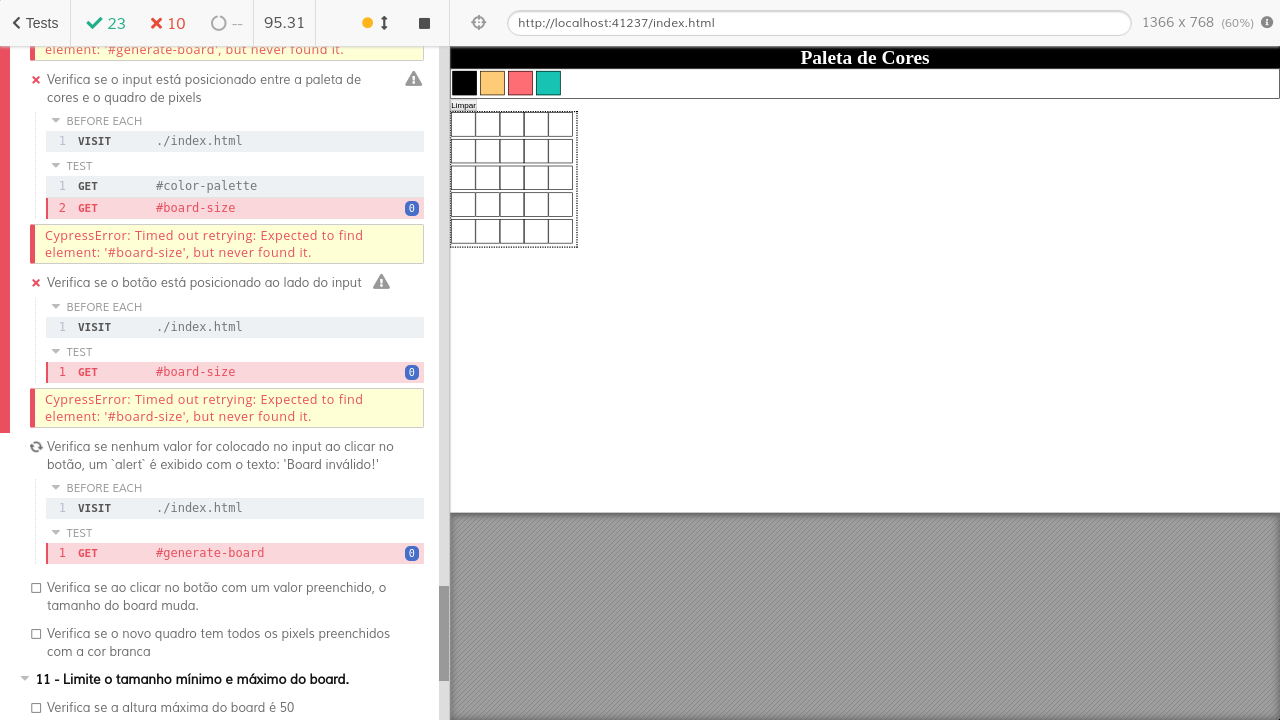 Tests
23
10
--
95.31
http://localhost:41237/index.html
1366 x 768 (60%)
element: '#generate-board', but never found it.
Verifica se o input está posicionado entre a paleta de
cores e o quadro de pixels
BEFORE EACH
1 VISIT ./index.html
TEST
1 GET #color-palette
2 GET #board-size 0
CypressError: Timed out retrying: Expected to find
element: '#board-size', but never found it.
Verifica se o botão está posicionado ao lado do input
BEFORE EACH
1 VISIT ./index.html
TEST
1 GET #board-size 0
CypressError: Timed out retrying: Expected to find
element: '#board-size', but never found it.
Verifica se nenhum valor for colocado no input ao clicar no
botão, um `alert` é exibido com o texto: 'Board inválido!'
BEFORE EACH
1 VISIT ./index.html
TEST
1 GET #generate-board 0
Verifica se ao clicar no botão com um valor preenchido, o
tamanho do board muda.
Verifica se o novo quadro tem todos os pixels preenchidos
com a cor branca
11 - Limite o tamanho mínimo e máximo do board.
Verifica se a altura máxima do board é 50
Paleta de Cores
Limpar